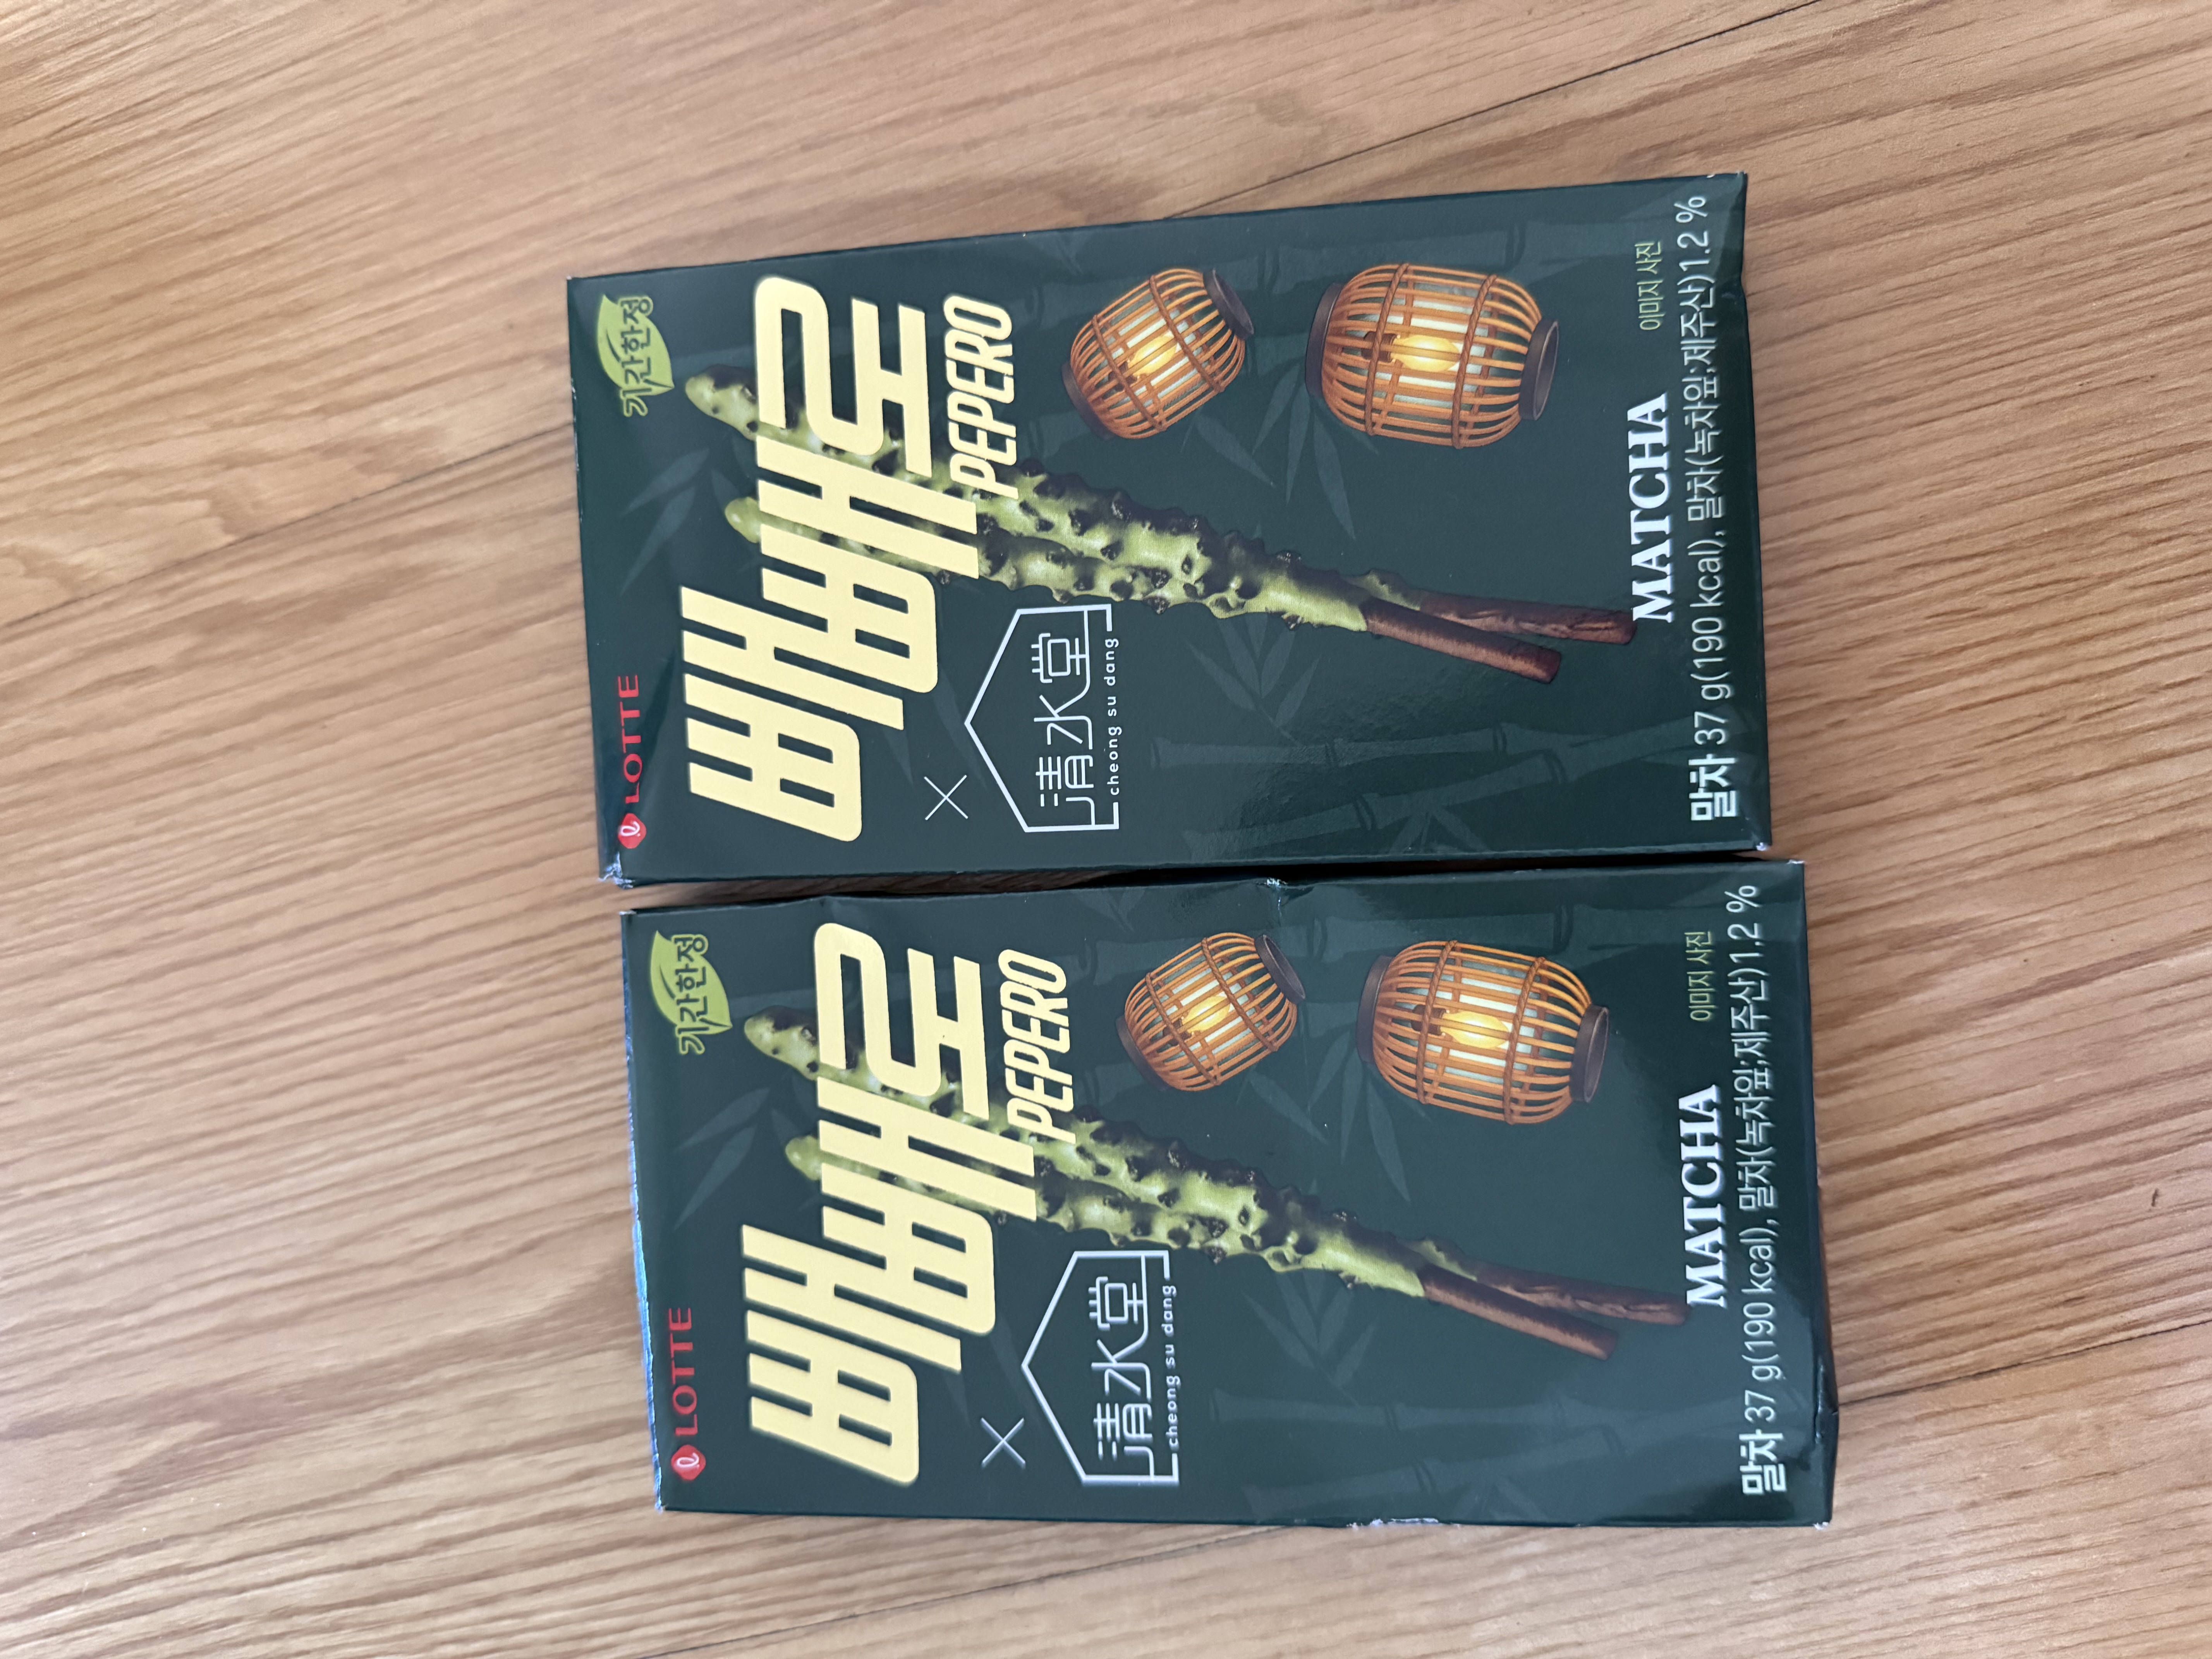 LOTTE
기간한정
빼빼로
PEPERO
×
清水堂
cheong su dang
MATCHA
이미지 사진
말차 37 g(190 kcal), 말차(녹차잎;제주산)1.2 %
LOTTE
기간한정
빼빼로
PEPERO
×
清水堂
cheong su dang
MATCHA
이미지 사진
말차 37 g(190 kcal), 말차(녹차잎;제주산)1.2 %